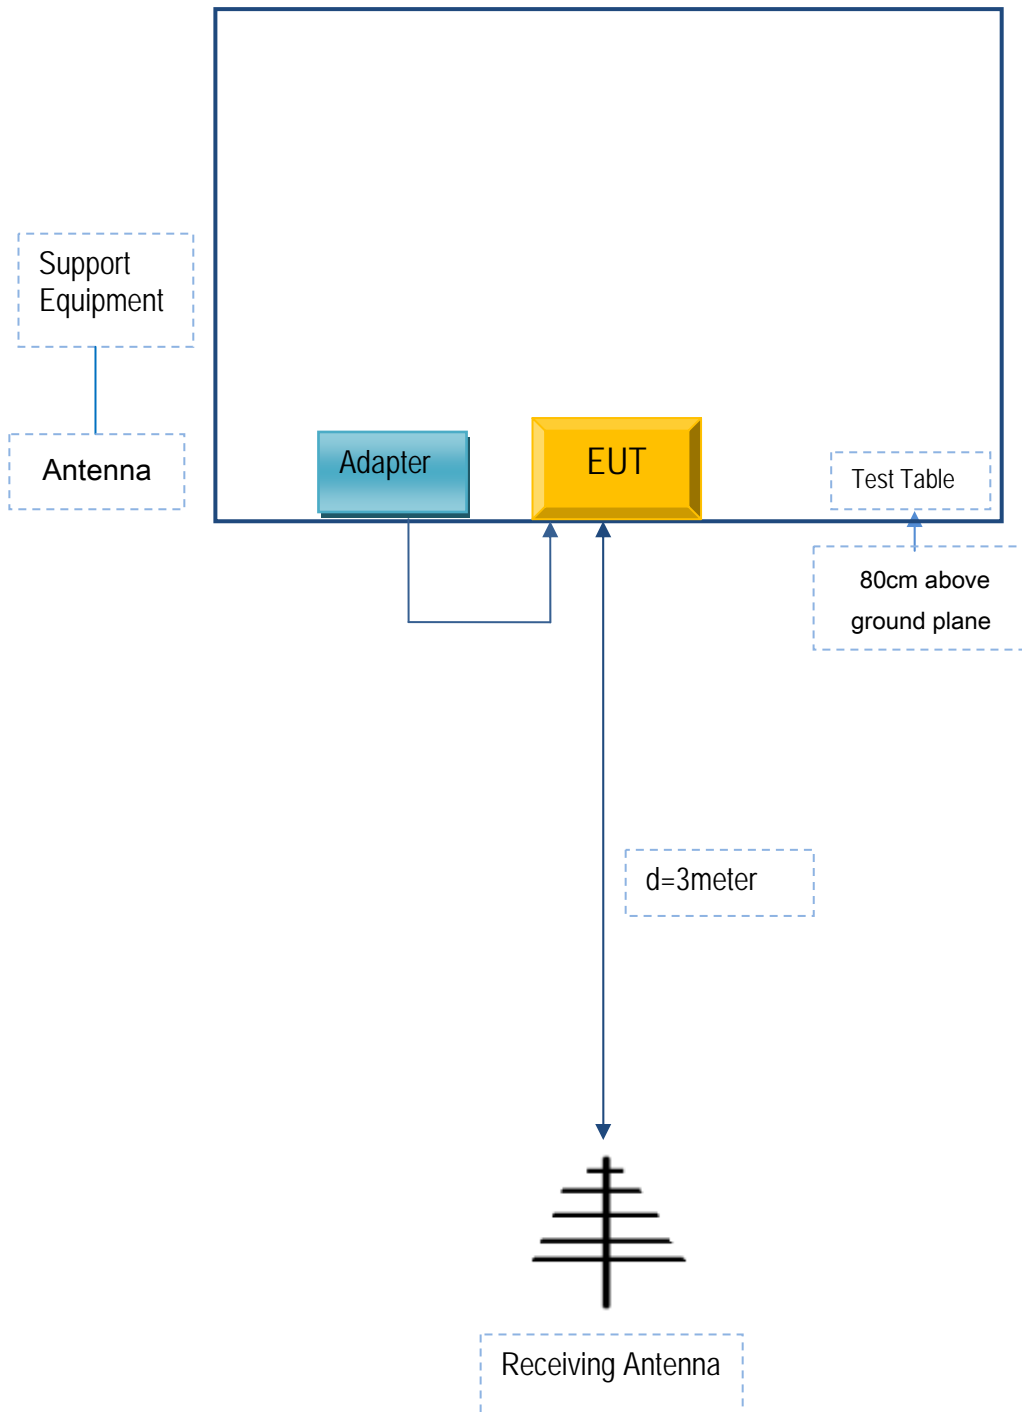 Support
Equipment
Antenna
Adapter
EUT
Test Table
80cm above
ground plane
d=3meter
Receiving Antenna